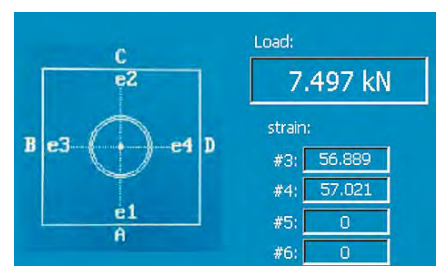 C
e2
B e3 e4 D
e1
A
Load:
7.497 kN
strain:
#3: 56.889
#4: 57.021
#5: 0
#6: 0